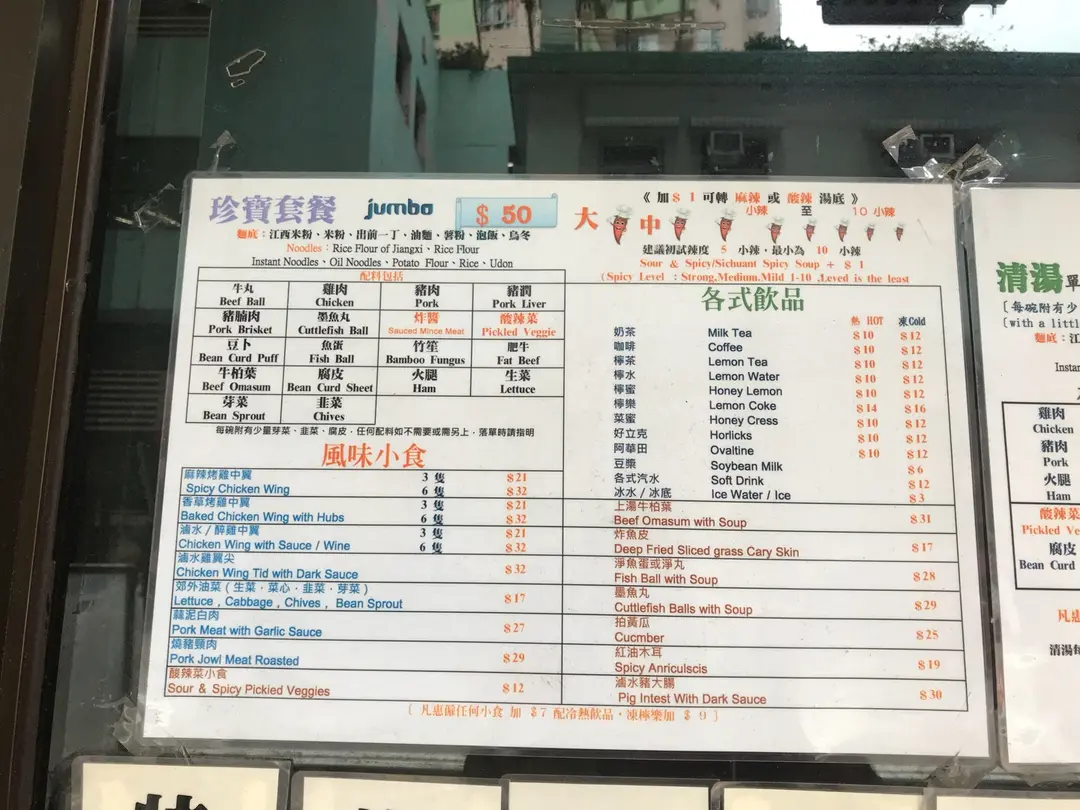 珍寶套餐 jumbo $ 50
麵底：江西米粉、米粉、出前一丁、油麵、薯粉、泡飯、烏冬
Noodles：Rice Flour of Jiangxi、Rice Flour
Instant Noodles、Oil Noodles、Potato Flour、Rice、Udon
《 加$ 1 可轉 麻辣 或 酸辣 湯底 》
大 中 小辣 至 10 小辣
建議初試辣度 5 小辣，最小為 10 小辣
Sour & Spicy/Sichuant Spicy Soup + $ 1
(Spicy Level ：Strong,Medium,Mild 1-10 ,Leved is the least
配料包括
牛丸 雞肉 豬肉 豬潤
Beef Ball Chicken Pork Pork Liver
豬腩肉 墨魚丸 炸醬 酸辣菜
Pork Brisket Cuttlefish Ball Sauced Mince Meat Pickled Veggie
豆卜 魚蛋 竹笙 肥牛
Bean Curd Puff Fish Ball Bamboo Fungus Fat Beef
牛柏葉 腐皮 火腿 生菜
Beef Omasum Bean Curd Sheet Ham Lettuce
芽菜 韭菜
Bean Sprout Chives
每碗附有少量芽菜、韭菜、腐皮，任何配料如不需要或需另上，落單時請指明
風味小食
麻辣烤雞中翼 3 隻 $21
Spicy Chicken Wing 6 隻 $32
香草烤雞中翼 3 隻 $21
Baked Chicken Wing with Hubs 6 隻 $32
滷水 / 醉雞中翼 3 隻 $21
Chicken Wing with Sauce / Wine 6 隻 $32
滷水雞翼尖
Chicken Wing Tid with Dark Sauce $32
郊外油菜 ( 生菜．菜心．韭菜．芽菜 )
Lettuce , Cabbage , Chives , Bean Sprout $17
蒜泥白肉
Pork Meat with Garlic Sauce $27
燒豬頸肉
Pork Jowl Meat Roasted $29
酸辣菜小食
Sour & Spicy Pickied Veggies $12
各式飲品
熱 HOT 凍Cold
奶茶 Milk Tea $10 $12
咖啡 Coffee $10 $12
檸茶 Lemon Tea $10 $12
檸水 Lemon Water $10 $12
檸蜜 Honey Lemon $10 $12
檸樂 Lemon Coke $14 $16
菜蜜 Honey Cress $10 $12
好立克 Horlicks $10 $12
阿華田 Ovaltine $10 $12
豆漿 Soybean Milk $6
各式汽水 Soft Drink $12
冰水 / 冰底 Ice Water / Ice $3
上湯牛柏葉
Beef Omasum with Soup $31
炸魚皮
Deep Fried Sliced grass Cary Skin $17
淨魚蛋或淨丸
Fish Ball with Soup $28
墨魚丸
Cuttlefish Balls with Soup $29
拍黃瓜
Cucmber $25
紅油木耳
Spicy Anriculscis $19
滷水豬大腸
Pig Intest With Dark Sauce $30
〔 凡惠顧任何小食 加 $7 配冷熱飲品，凍檸樂加 $ 9 〕
清湯
〔每碗附有少
(with a littl
麵底：江
Instan
雞肉
Chicken
豬肉
Pork
火腿
Ham
酸辣菜
Pickled Ve
腐皮
Bean Curd
凡惠
清湯每